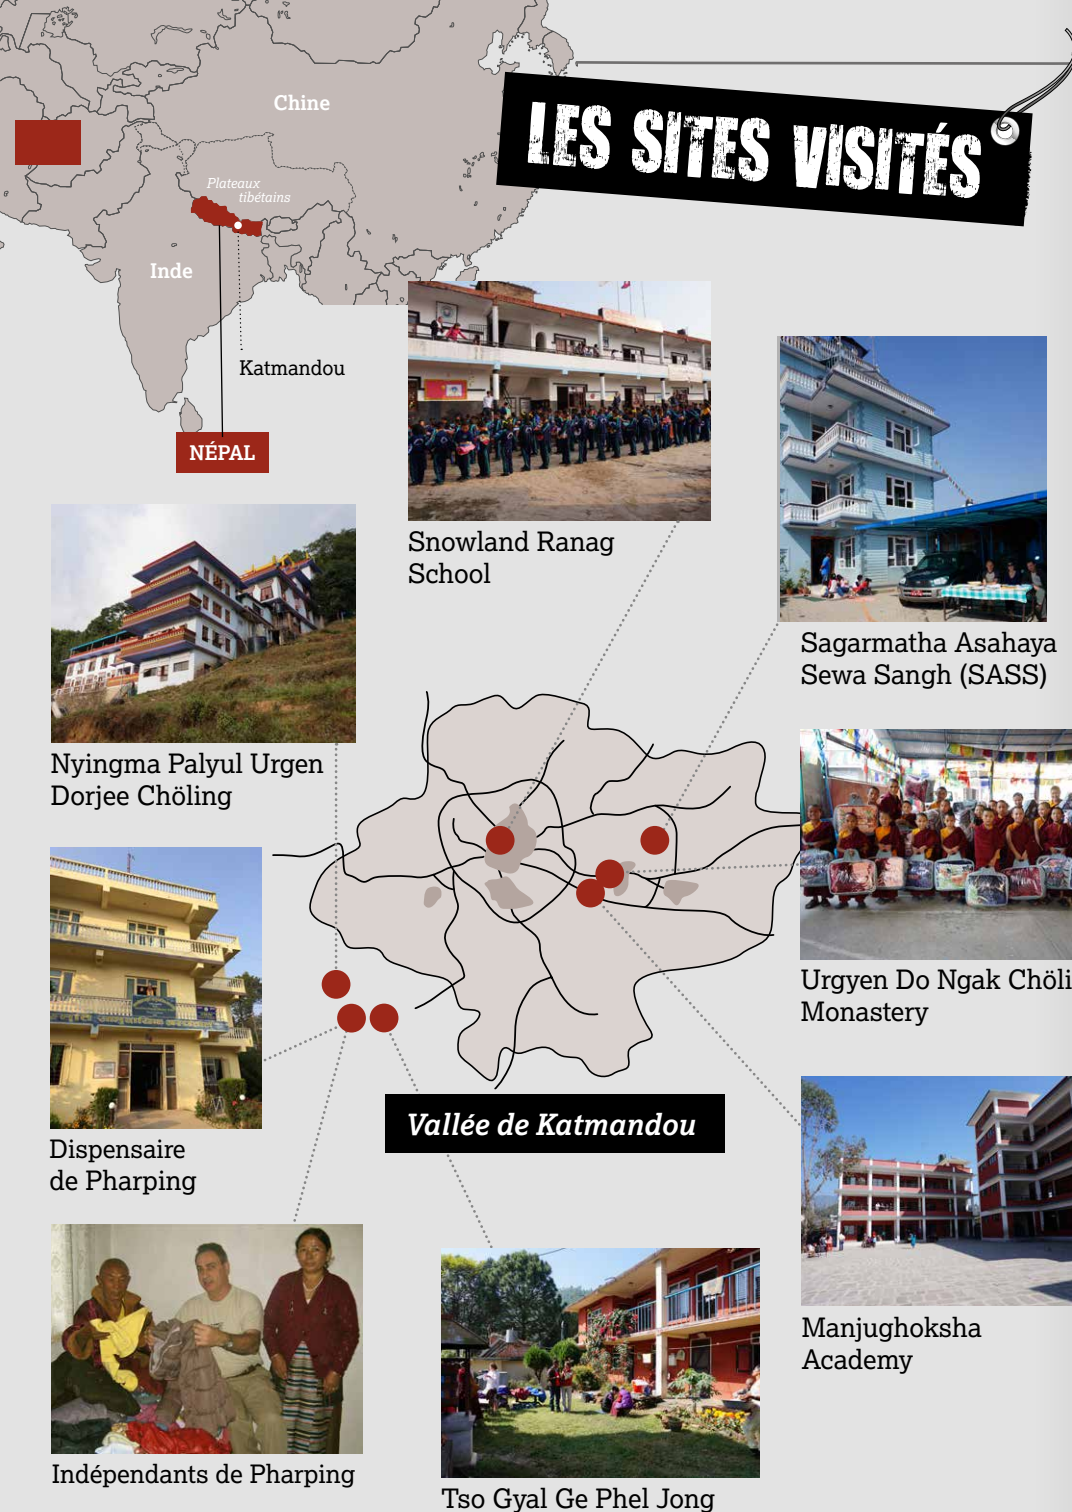 LES SITES VISITÉS
Chine
Plateaux
tibétains
Inde
Katmandou
NÉPAL
Snowland Ranag
School
Sagarmatha Asahaya
Sewa Sangh (SASS)
Nyingma Palyul Urgen
Dorjee Chöling
Urgyen Do Ngak Chöli
Monastery
Dispensaire
de Pharping
Vallée de Katmandou
Manjughoksha
Academy
Indépendants de Pharping
Tso Gyal Ge Phel Jong